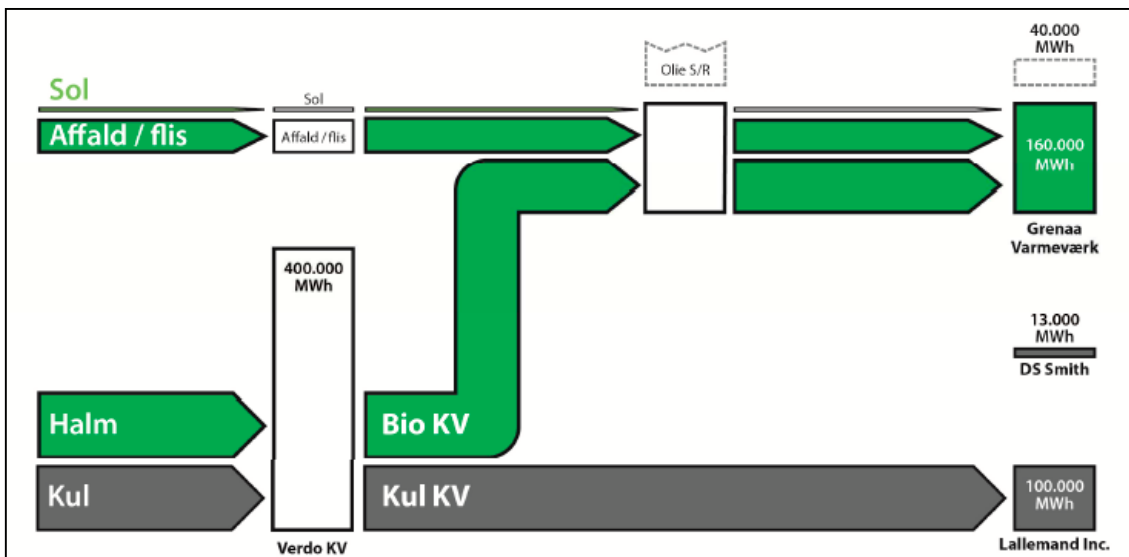 40.000
MWh
Olie S/R
Sol
Sol
Affald / flis
Affald / flis
160.000
MWh
Grenaa
Varmeværk
400.000
MWh
13.000
MWh
DS Smith
Halm
Bio KV
Kul
Kul KV
100.000
MWh
Verdo KV
Lallemand Inc.